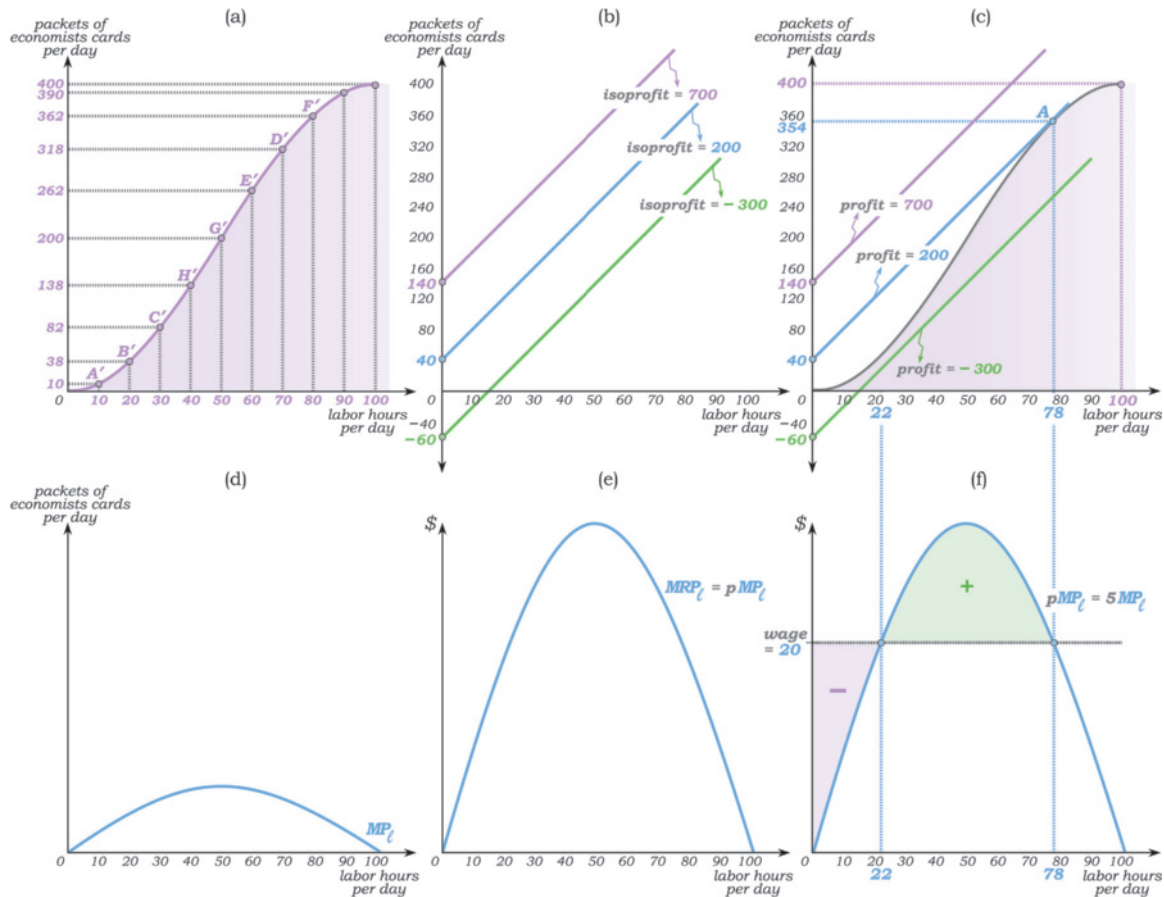 (a)
packets of
economists cards
per day
400
390
362
318
262
200
138
82
38
10
A′
B′
C′
H′
G′
E′
D′
F′
0 10 20 30 40 50 60 70 80 90 100
labor hours
per day
(b)
packets of
economists cards
per day
400
360
320
280
240
200
160
140
120
80
40
0
−40
−60
isoprofit = 700
isoprofit = 200
isoprofit = − 300
10 20 30 40 50 60 70 80 90 100
labor hours
per day
(c)
packets of
economists cards
per day
400
360
354
320
280
240
200
160
140
120
80
40
0
−40
−60
A
profit = 700
profit = 200
profit = − 300
10 20 30 40 50 60 70 80 90 100
22 78
labor hours
per day
(d)
packets of
economists cards
per day
MPℓ
0 10 20 30 40 50 60 70 80 90 100
labor hours
per day
(e)
$
MRPℓ = pMPℓ
0 10 20 30 40 50 60 70 80 90 100
labor hours
per day
(f)
$
+
pMPℓ = 5MPℓ
wage
= 20
−
0 10 20 30 40 50 60 70 80 90 100
22 78
labor hours
per day